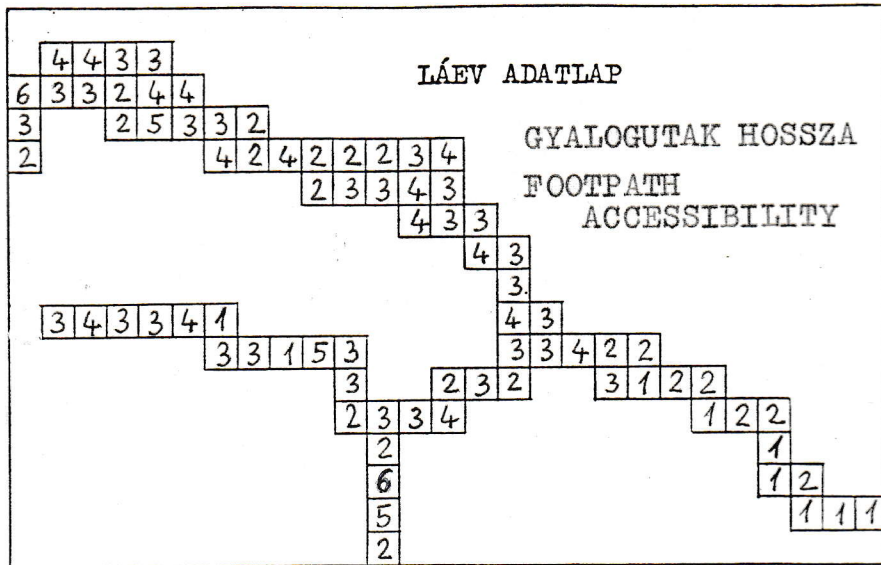 4 4 3 3
LÁEV ADATLAP
6 3 3 2 4 4
3 2 5 3 3 2
GYALOGUTAK HOSSZA
2 4 2 4 2 2 2 3 4
2 3 3 4 3
FOOTPATH
4 3 3
ACCESSIBILITY
4 3
3.
3 4 3 3 4 1 4 3
3 3 1 5 3 3 3 4 2 2
3 2 3 2 3 1 2 2
2 3 3 4 1 2 2
2 1
6 1 2
5 1 1 1
2